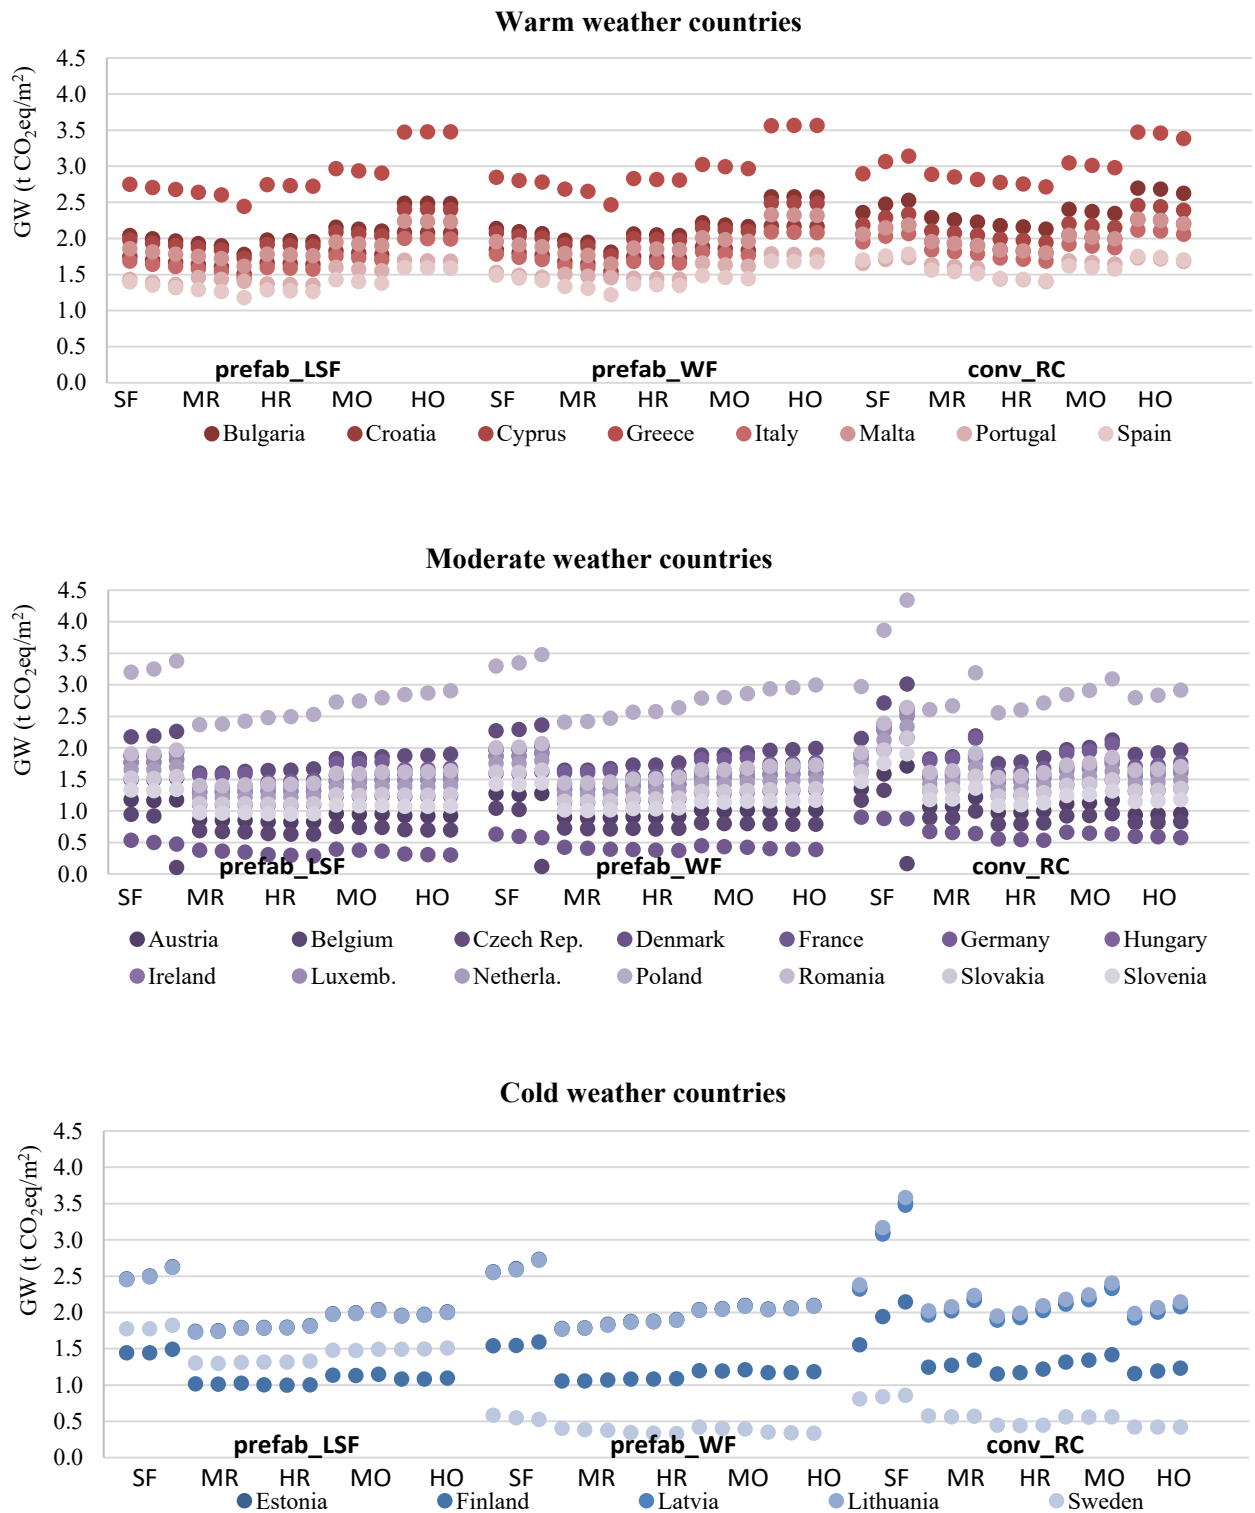 Warm weather countries
GW (t CO₂eq/m²)
4.5
4.0
3.5
3.0
2.5
2.0
1.5
1.0
0.5
0.0
prefab_LSF prefab_WF conv_RC
SF MR HR MO HO SF MR HR MO HO SF MR HR MO HO
Bulgaria Croatia Cyprus Greece Italy Malta Portugal Spain
Moderate weather countries
GW (t CO₂eq/m²)
4.5
4.0
3.5
3.0
2.5
2.0
1.5
1.0
0.5
0.0
prefab_LSF prefab_WF conv_RC
SF MR HR MO HO SF MR HR MO HO SF MR HR MO HO
Austria Belgium Czech Rep. Denmark France Germany Hungary
Ireland Luxemb. Netherla. Poland Romania Slovakia Slovenia
Cold weather countries
GW (t CO₂eq/m²)
4.5
4.0
3.5
3.0
2.5
2.0
1.5
1.0
0.5
0.0
prefab_LSF prefab_WF conv_RC
SF MR HR MO HO SF MR HR MO HO SF MR HR MO HO
Estonia Finland Latvia Lithuania Sweden